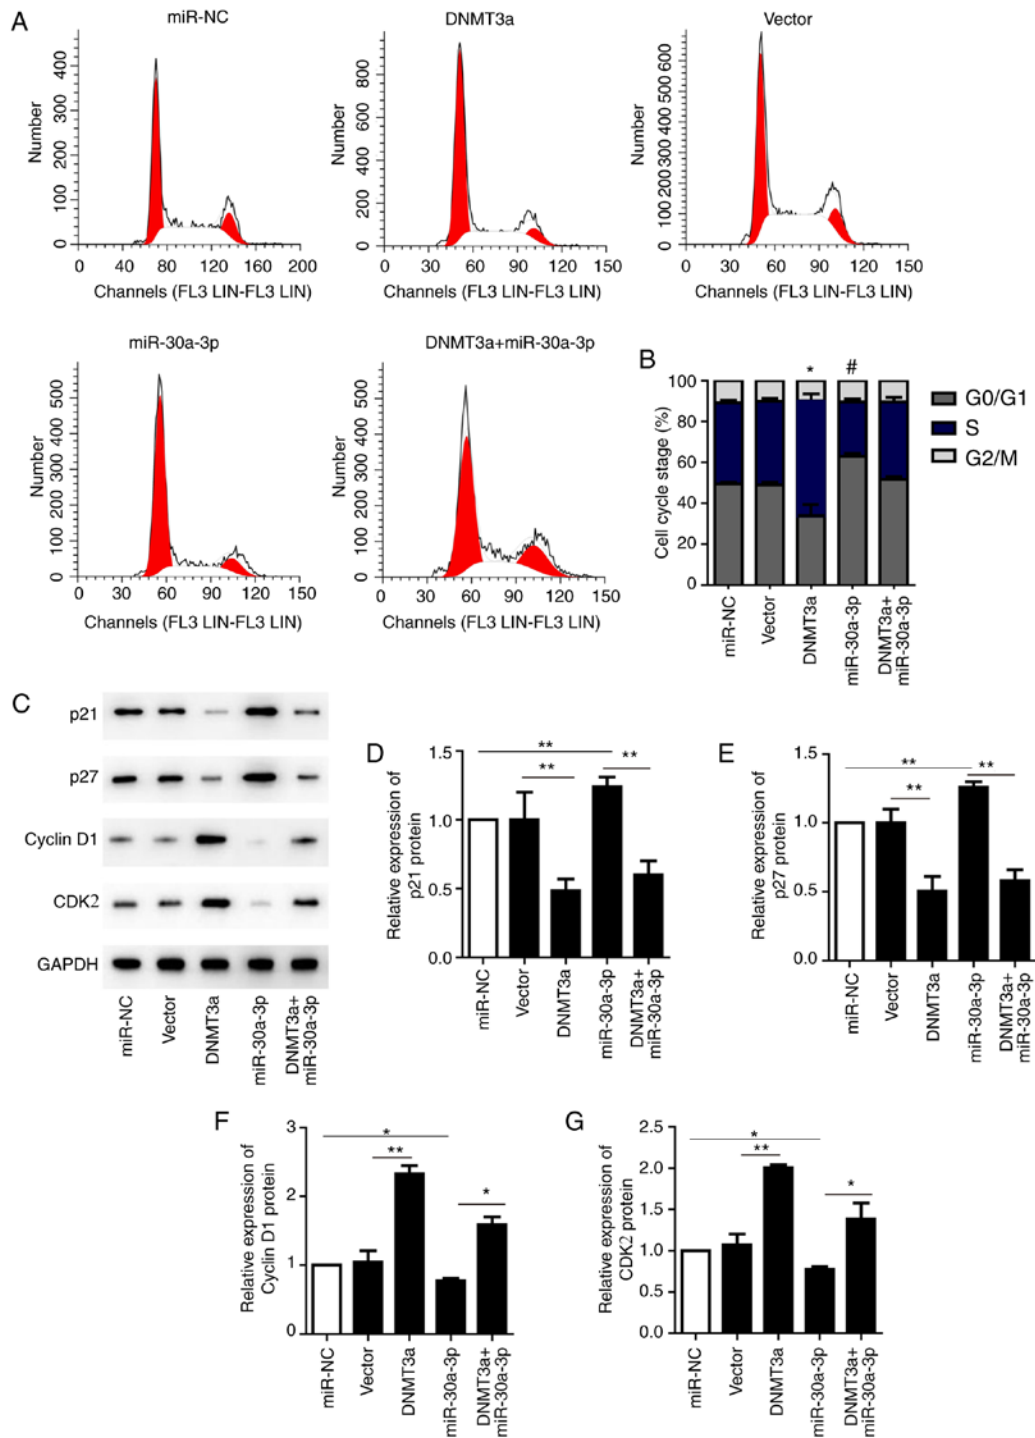 A
miR-NC
Number
400
300
200
100
0
0 40 80 120 160 200
Channels (FL3 LIN-FL3 LIN)
DNMT3a
Number
800
600
400
200
0
0 30 60 90 120 150
Channels (FL3 LIN-FL3 LIN)
Vector
Number
600
500
400
300
200
100
0
0 30 60 90 120 150
Channels (FL3 LIN-FL3 LIN)
miR-30a-3p
Number
500
400
300
200
100
0
0 30 60 90 120 150
Channels (FL3 LIN-FL3 LIN)
DNMT3a+miR-30a-3p
Number
500
400
300
200
100
0
0 30 60 90 120 150
Channels (FL3 LIN-FL3 LIN)
B
Cell cycle stage (%)
100
80
60
40
20
0
* #
miR-NC
Vector
DNMT3a
miR-30a-3p
DNMT3a+
miR-30a-3p
G0/G1
S
G2/M
C
p21
p27
Cyclin D1
CDK2
GAPDH
miR-NC
Vector
DNMT3a
miR-30a-3p
DNMT3a+
miR-30a-3p
D
Relative expression of
p21 protein
1.5
1.0
0.5
0.0
**
** **
miR-NC
Vector
DNMT3a
miR-30a-3p
DNMT3a+
miR-30a-3p
E
Relative expression of
p27 protein
1.5
1.0
0.5
0.0
** **
**
miR-NC
Vector
DNMT3a
miR-30a-3p
DNMT3a+
miR-30a-3p
F
Relative expression of
Cyclin D1 protein
3
2
1
0
*
**
*
miR-NC
Vector
DNMT3a
miR-30a-3p
DNMT3a+
miR-30a-3p
G
Relative expression of
CDK2 protein
2.5
2.0
1.5
1.0
0.5
0.0
*
**
*
miR-NC
Vector
DNMT3a
miR-30a-3p
DNMT3a+
miR-30a-3p